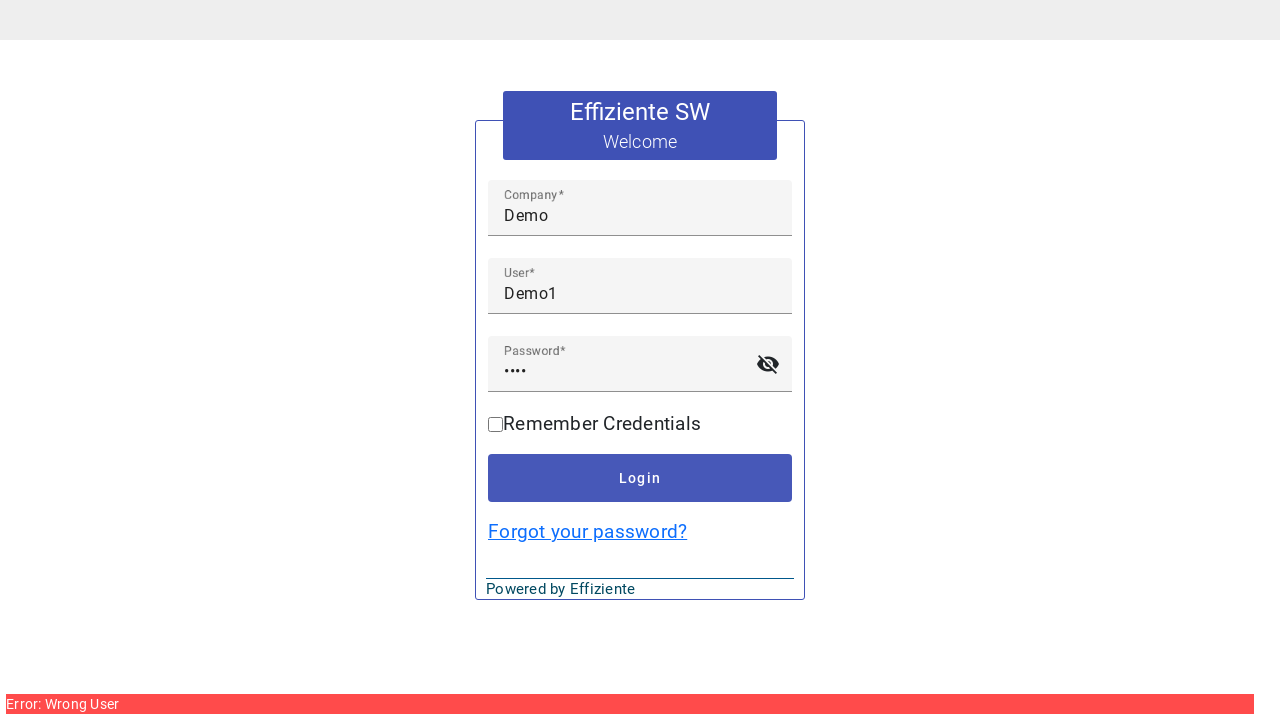 Effiziente SW
Welcome
Company*
Demo
User*
Demo1
Password*
••••
Remember Credentials
Login
Forgot your password?
Powered by Effiziente
Error: Wrong User